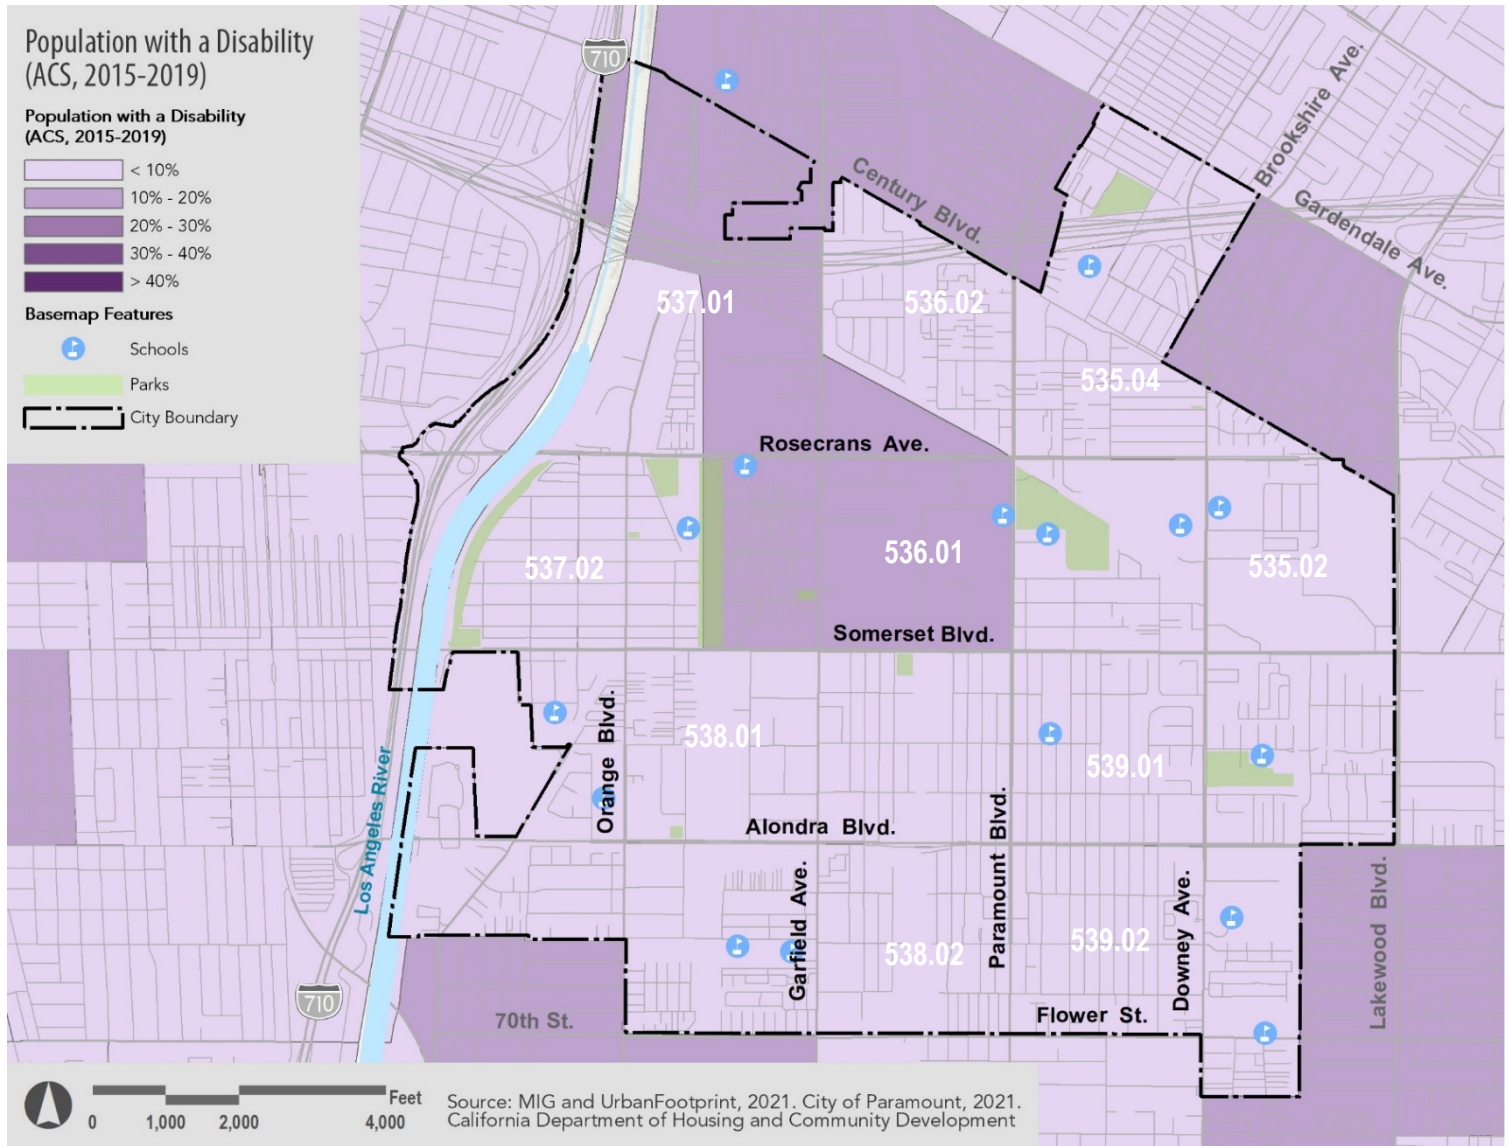 Population with a Disability
(ACS, 2015-2019)
Population with a Disability
(ACS, 2015-2019)
< 10%
10% - 20%
20% - 30%
30% - 40%
> 40%
Basemap Features
Schools
Parks
City Boundary
710
Brookshire Ave.
Century Blvd.
Gardendale Ave.
537.01
536.02
535.04
Rosecrans Ave.
537.02
536.01
535.02
Somerset Blvd.
Orange Blvd.
538.01
539.01
Los Angeles River
Alondra Blvd.
Paramount Blvd.
Garfield Ave.
Downey Ave.
Lakewood Blvd.
538.02
539.02
710
70th St.
Flower St.
Feet
0 1,000 2,000 4,000
Source: MIG and UrbanFootprint, 2021. City of Paramount, 2021.
California Department of Housing and Community Development